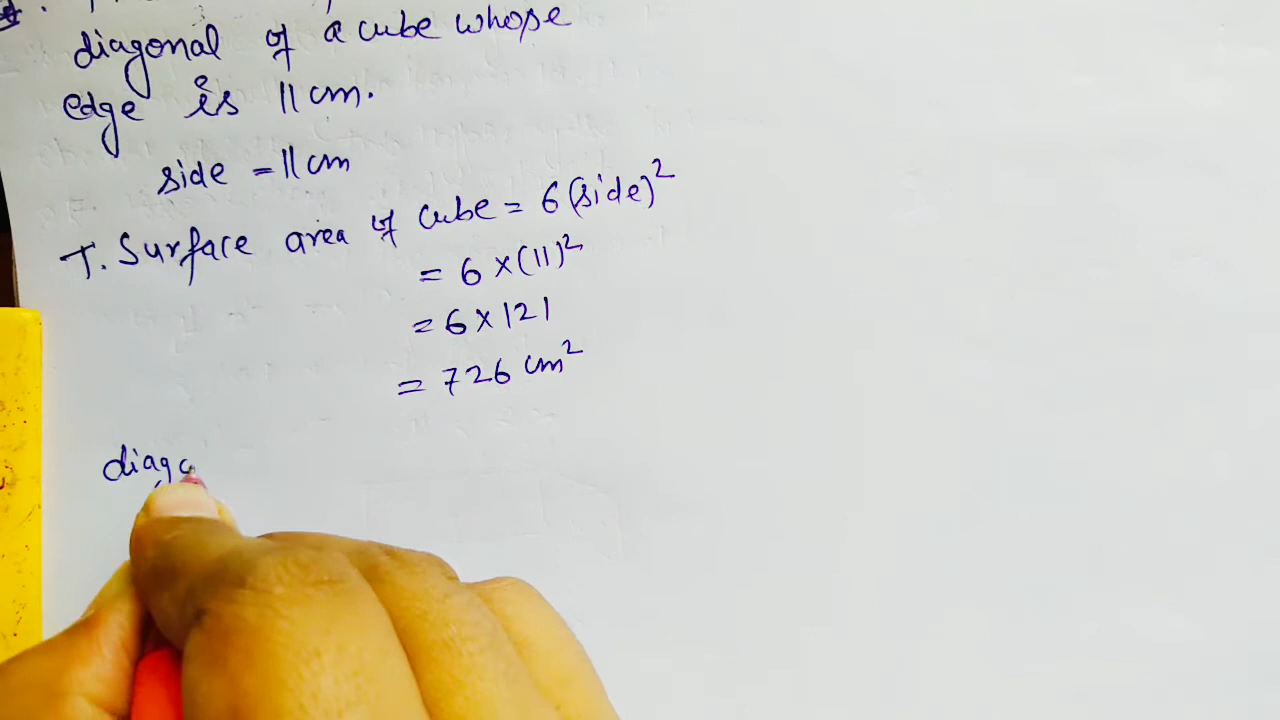 diagonal of a cube whose
edge is 11 cm.
side = 11 cm
T. Surface area of cube = 6 (side)²
= 6 × (11)²
= 6 × 121
= 726 cm²
diago